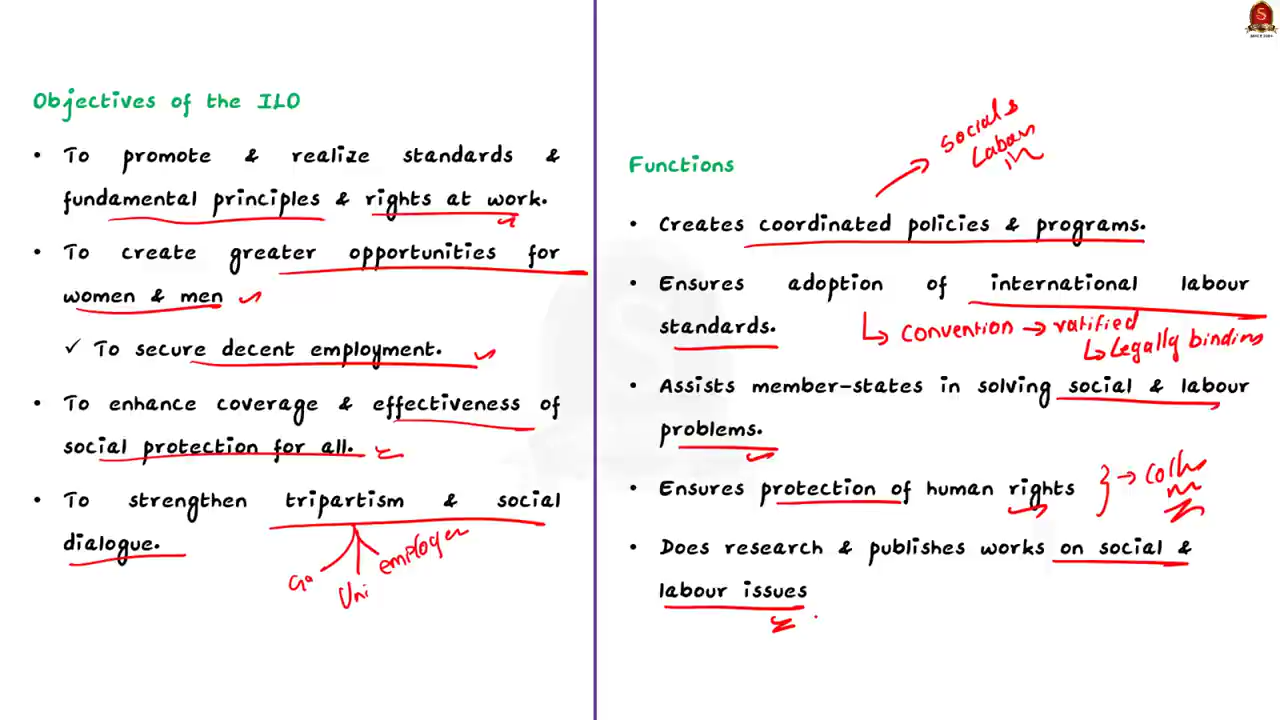 Objectives of the ILO
• To promote & realize standards &
fundamental principles & rights at work.
• To create greater opportunities for
women & men
✓ To secure decent employment.
• To enhance coverage & effectiveness of
social protection for all.
• To strengthen tripartism & social
dialogue.
Uni
employer
Functions
Social &
Labour
• Creates coordinated policies & programs.
• Ensures adoption of international labour
standards.
convention → ratified
Legally binding
• Assists member-states in solving social & labour
problems.
• Ensures protection of human rights
• Does research & publishes works on social &
labour issues
S